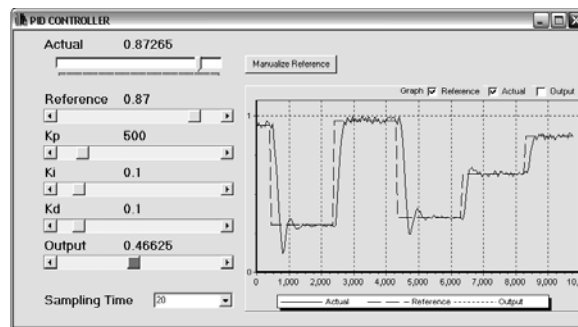 PID CONTROLLER
Actual 0.87265
Manualize Reference
Reference 0.87
Kp 500
Ki 0.1
Kd 0.1
Output 0.46625
Sampling Time 20
Graph Reference Actual Output
1
0
0 1,000 2,000 3,000 4,000 5,000 6,000 7,000 8,000 9,000 10,
Actual Reference Output